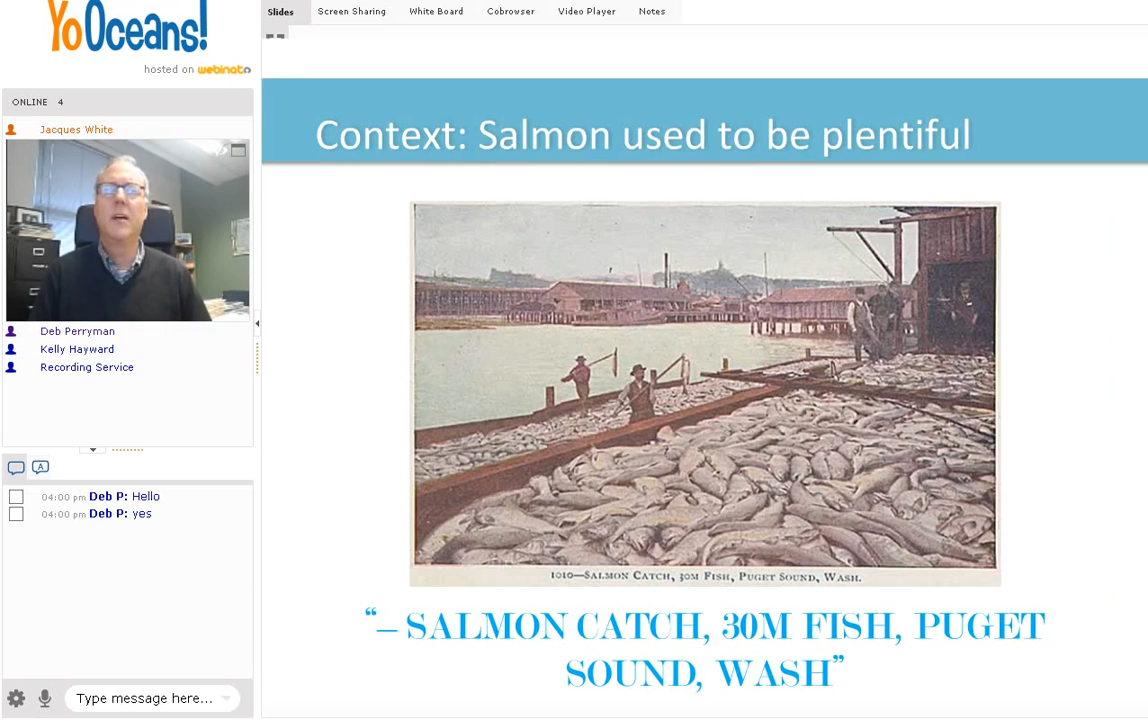 YoOceans!
hosted on webinato
ONLINE 4
Jacques White
Deb Perryman
Kelly Hayward
Recording Service
04:00 pm Deb P: Hello
04:00 pm Deb P: yes
Type message here...
Slides Screen Sharing White Board Cobrowser Video Player Notes
Context: Salmon used to be plentiful
1010—SALMON CATCH, 30M FISH, PUGET SOUND, WASH.
“– SALMON CATCH, 30M FISH, PUGET
SOUND, WASH”